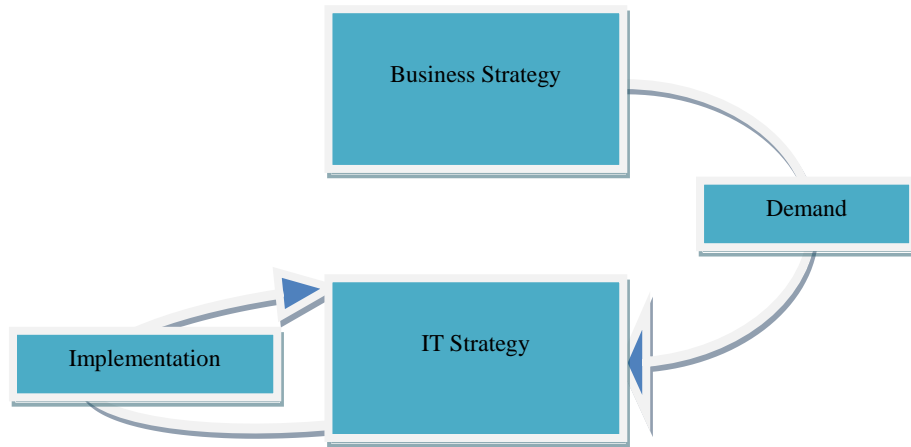 Business Strategy
Demand
IT Strategy
Implementation